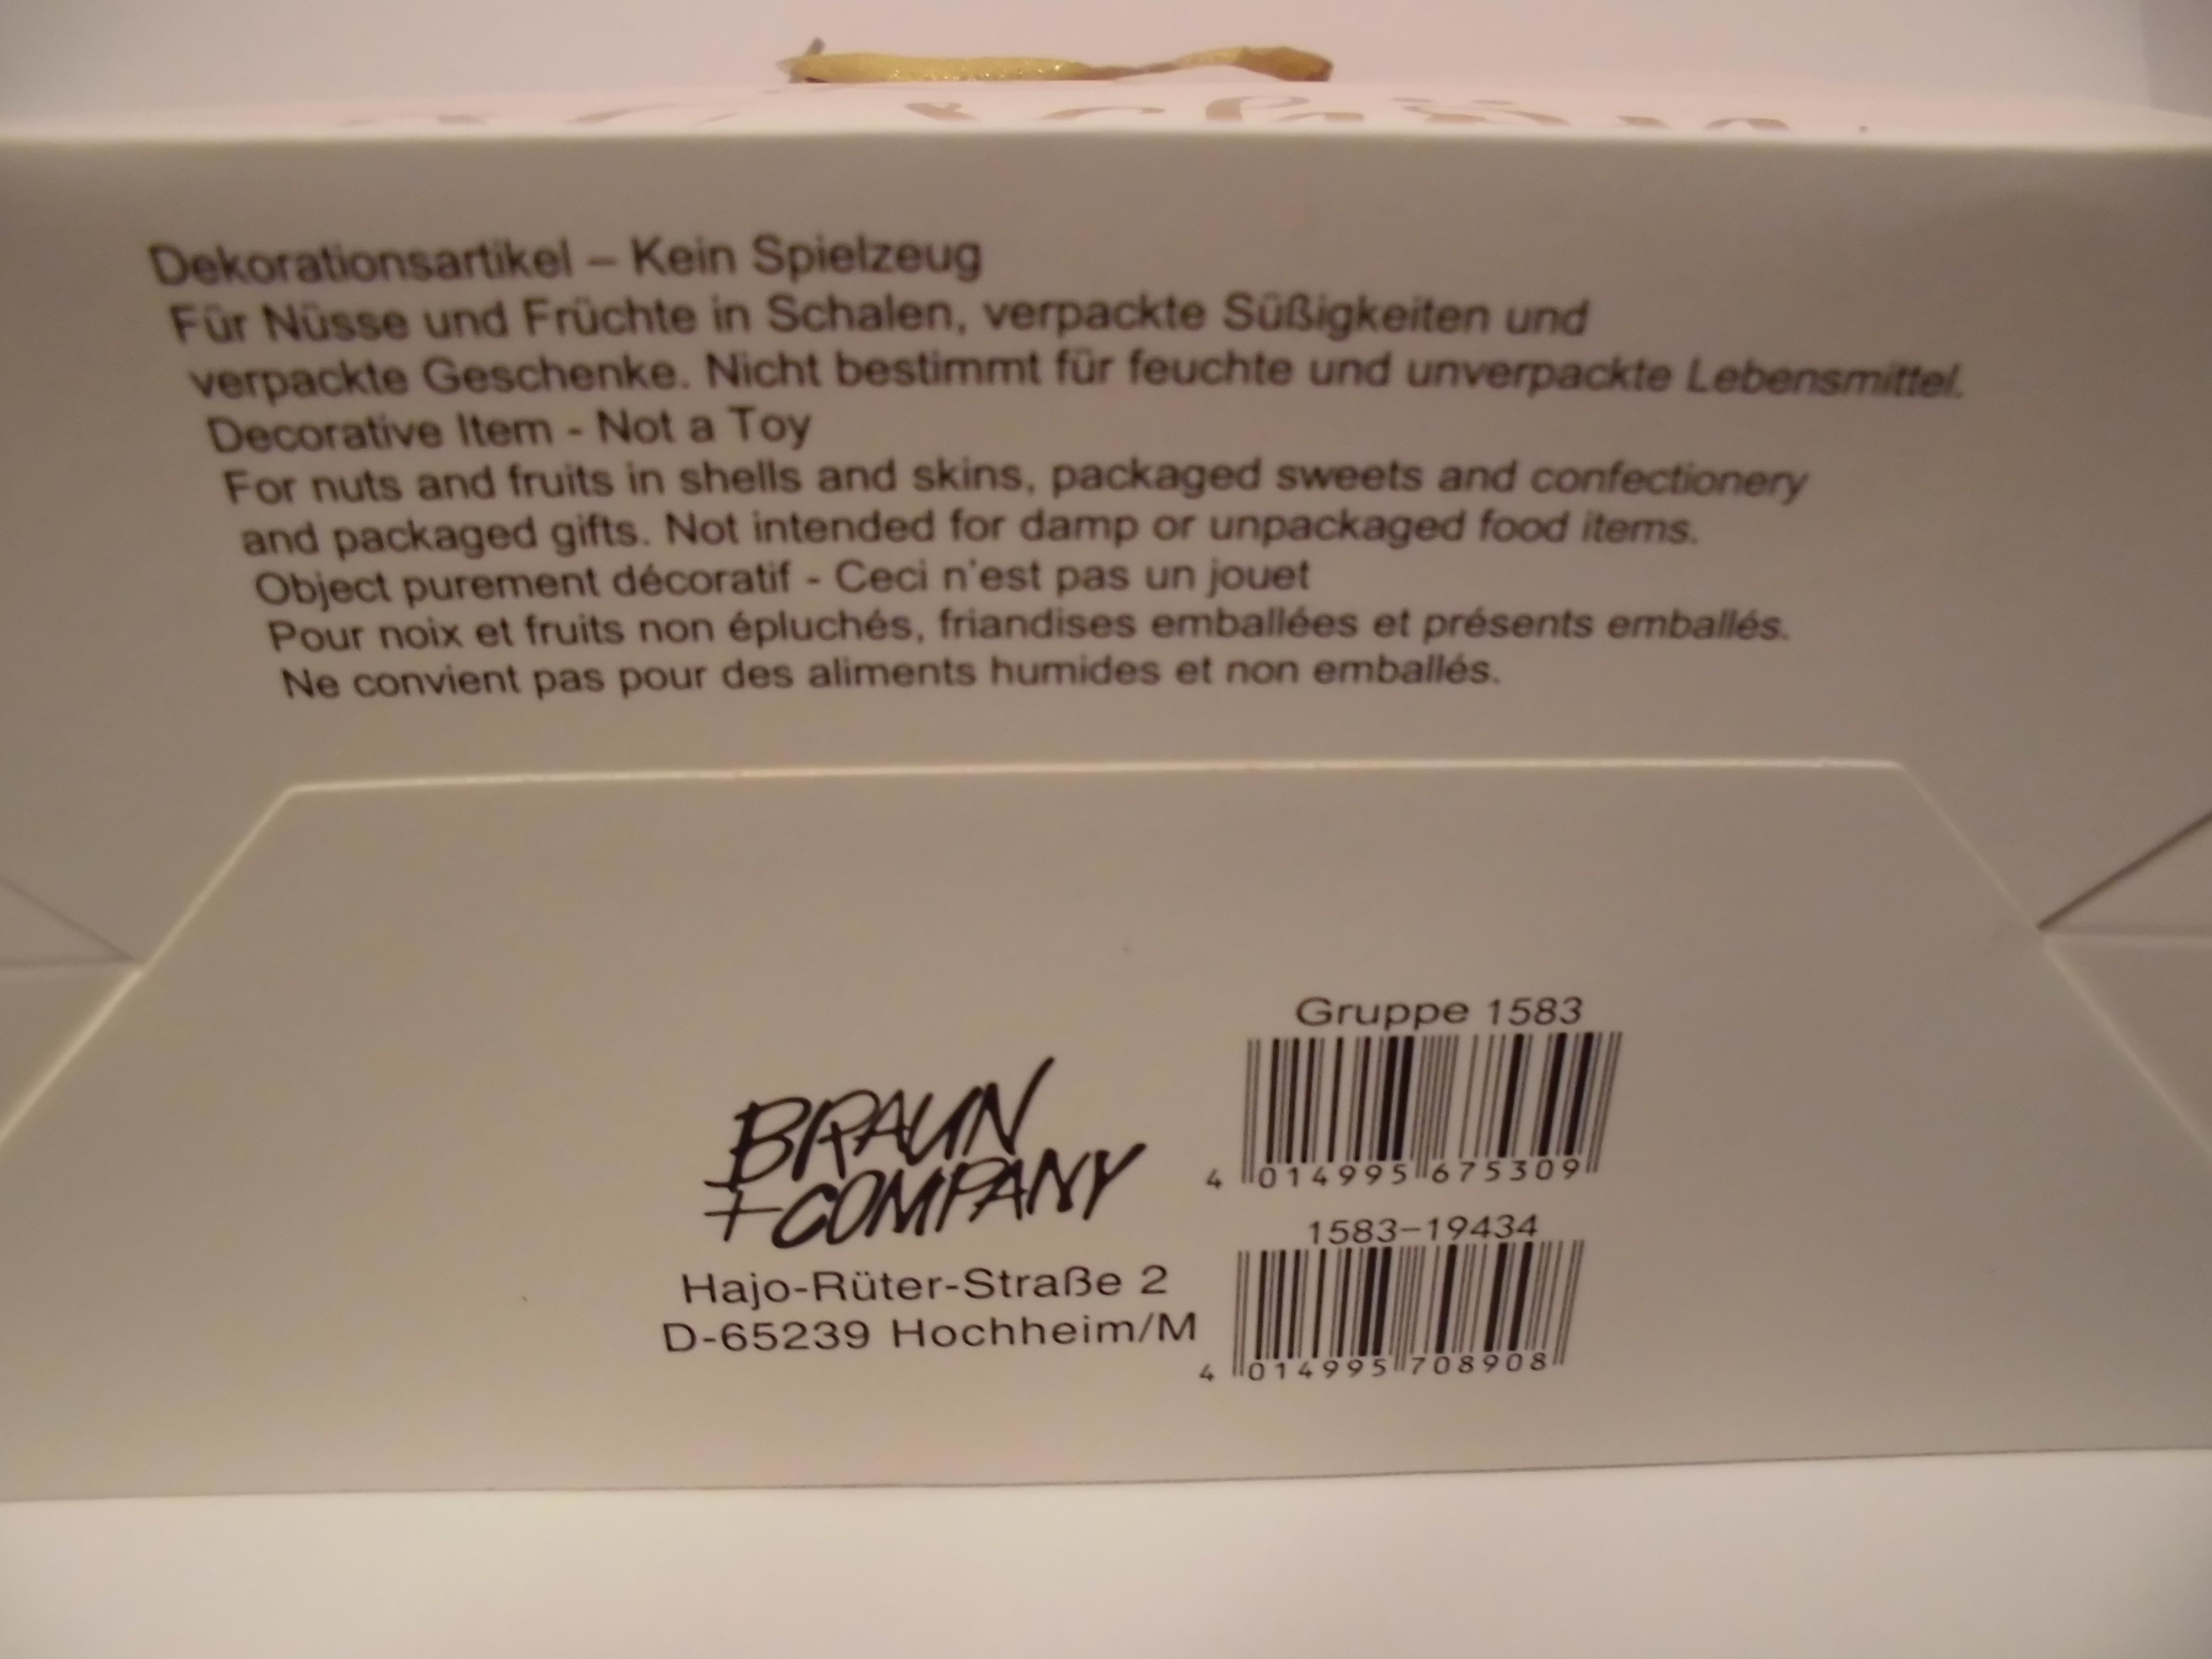 Dekorationsartikel – Kein Spielzeug
Für Nüsse und Früchte in Schalen, verpackte Süßigkeiten und
verpackte Geschenke. Nicht bestimmt für feuchte und unverpackte Lebensmittel.
Decorative Item - Not a Toy
For nuts and fruits in shells and skins, packaged sweets and confectionery
and packaged gifts. Not intended for damp or unpackaged food items.
Object purement décoratif - Ceci n'est pas un jouet
Pour noix et fruits non épluchés, friandises emballées et présents emballés.
Ne convient pas pour des aliments humides et non emballés.
BRAUN
+COMPANY
Hajo-Rüter-Straße 2
D-65239 Hochheim/M
Gruppe 1583
4 014995 675309
1583-19434
4 014995 708908